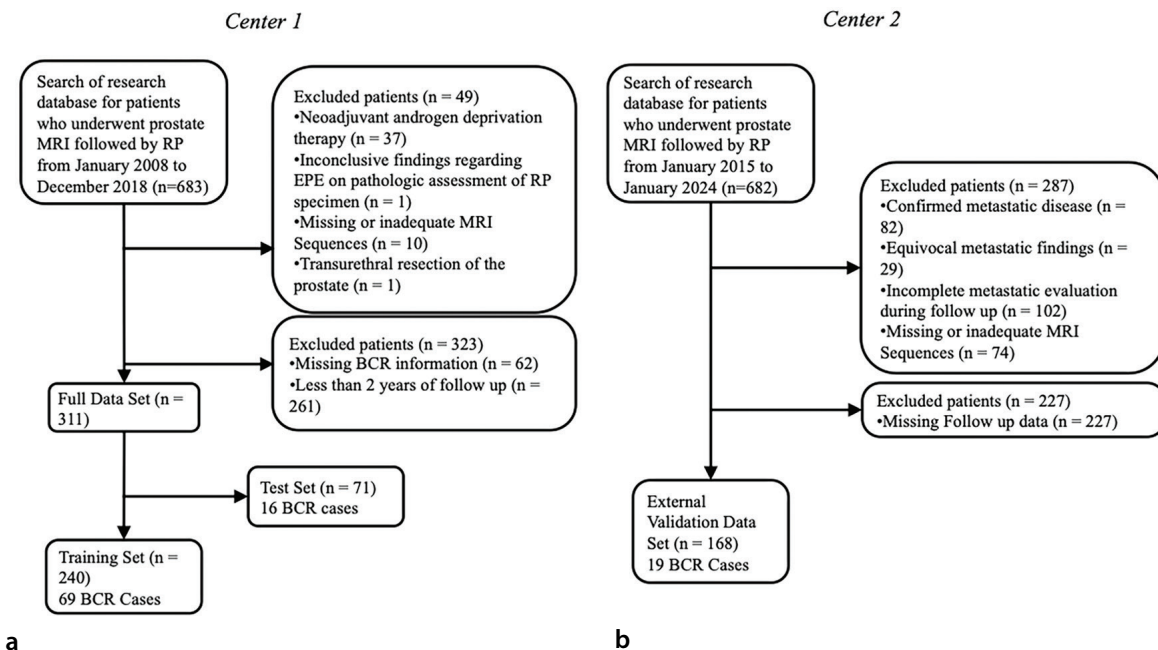 Center 1
Search of research
database for patients
who underwent prostate
MRI followed by RP
from January 2008 to
December 2018 (n=683)
Excluded patients (n = 49)
•Neoadjuvant androgen deprivation
therapy (n = 37)
•Inconclusive findings regarding
EPE on pathologic assessment of RP
specimen (n = 1)
•Missing or inadequate MRI
Sequences (n = 10)
•Transurethral resection of the
prostate (n = 1)
Excluded patients (n = 323)
•Missing BCR information (n = 62)
•Less than 2 years of follow up (n =
261)
Full Data Set (n =
311)
Test Set (n = 71)
16 BCR cases
Training Set (n =
240)
69 BCR Cases
a
Center 2
Search of research
database for patients
who underwent prostate
MRI followed by RP
from January 2015 to
January 2024 (n=682)
Excluded patients (n = 287)
•Confirmed metastatic disease (n =
82)
•Equivocal metastatic findings (n =
29)
•Incomplete metastatic evaluation
during follow up (n = 102)
•Missing or inadequate MRI
Sequences (n = 74)
Excluded patients (n = 227)
•Missing Follow up data (n = 227)
External
Validation Data
Set (n = 168)
19 BCR Cases
b